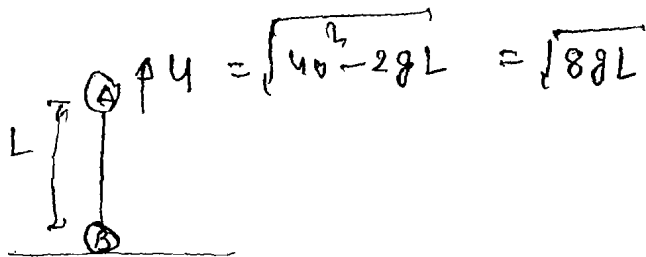 A u = √(u₀² - 2gL) = √(8gL)
L
B